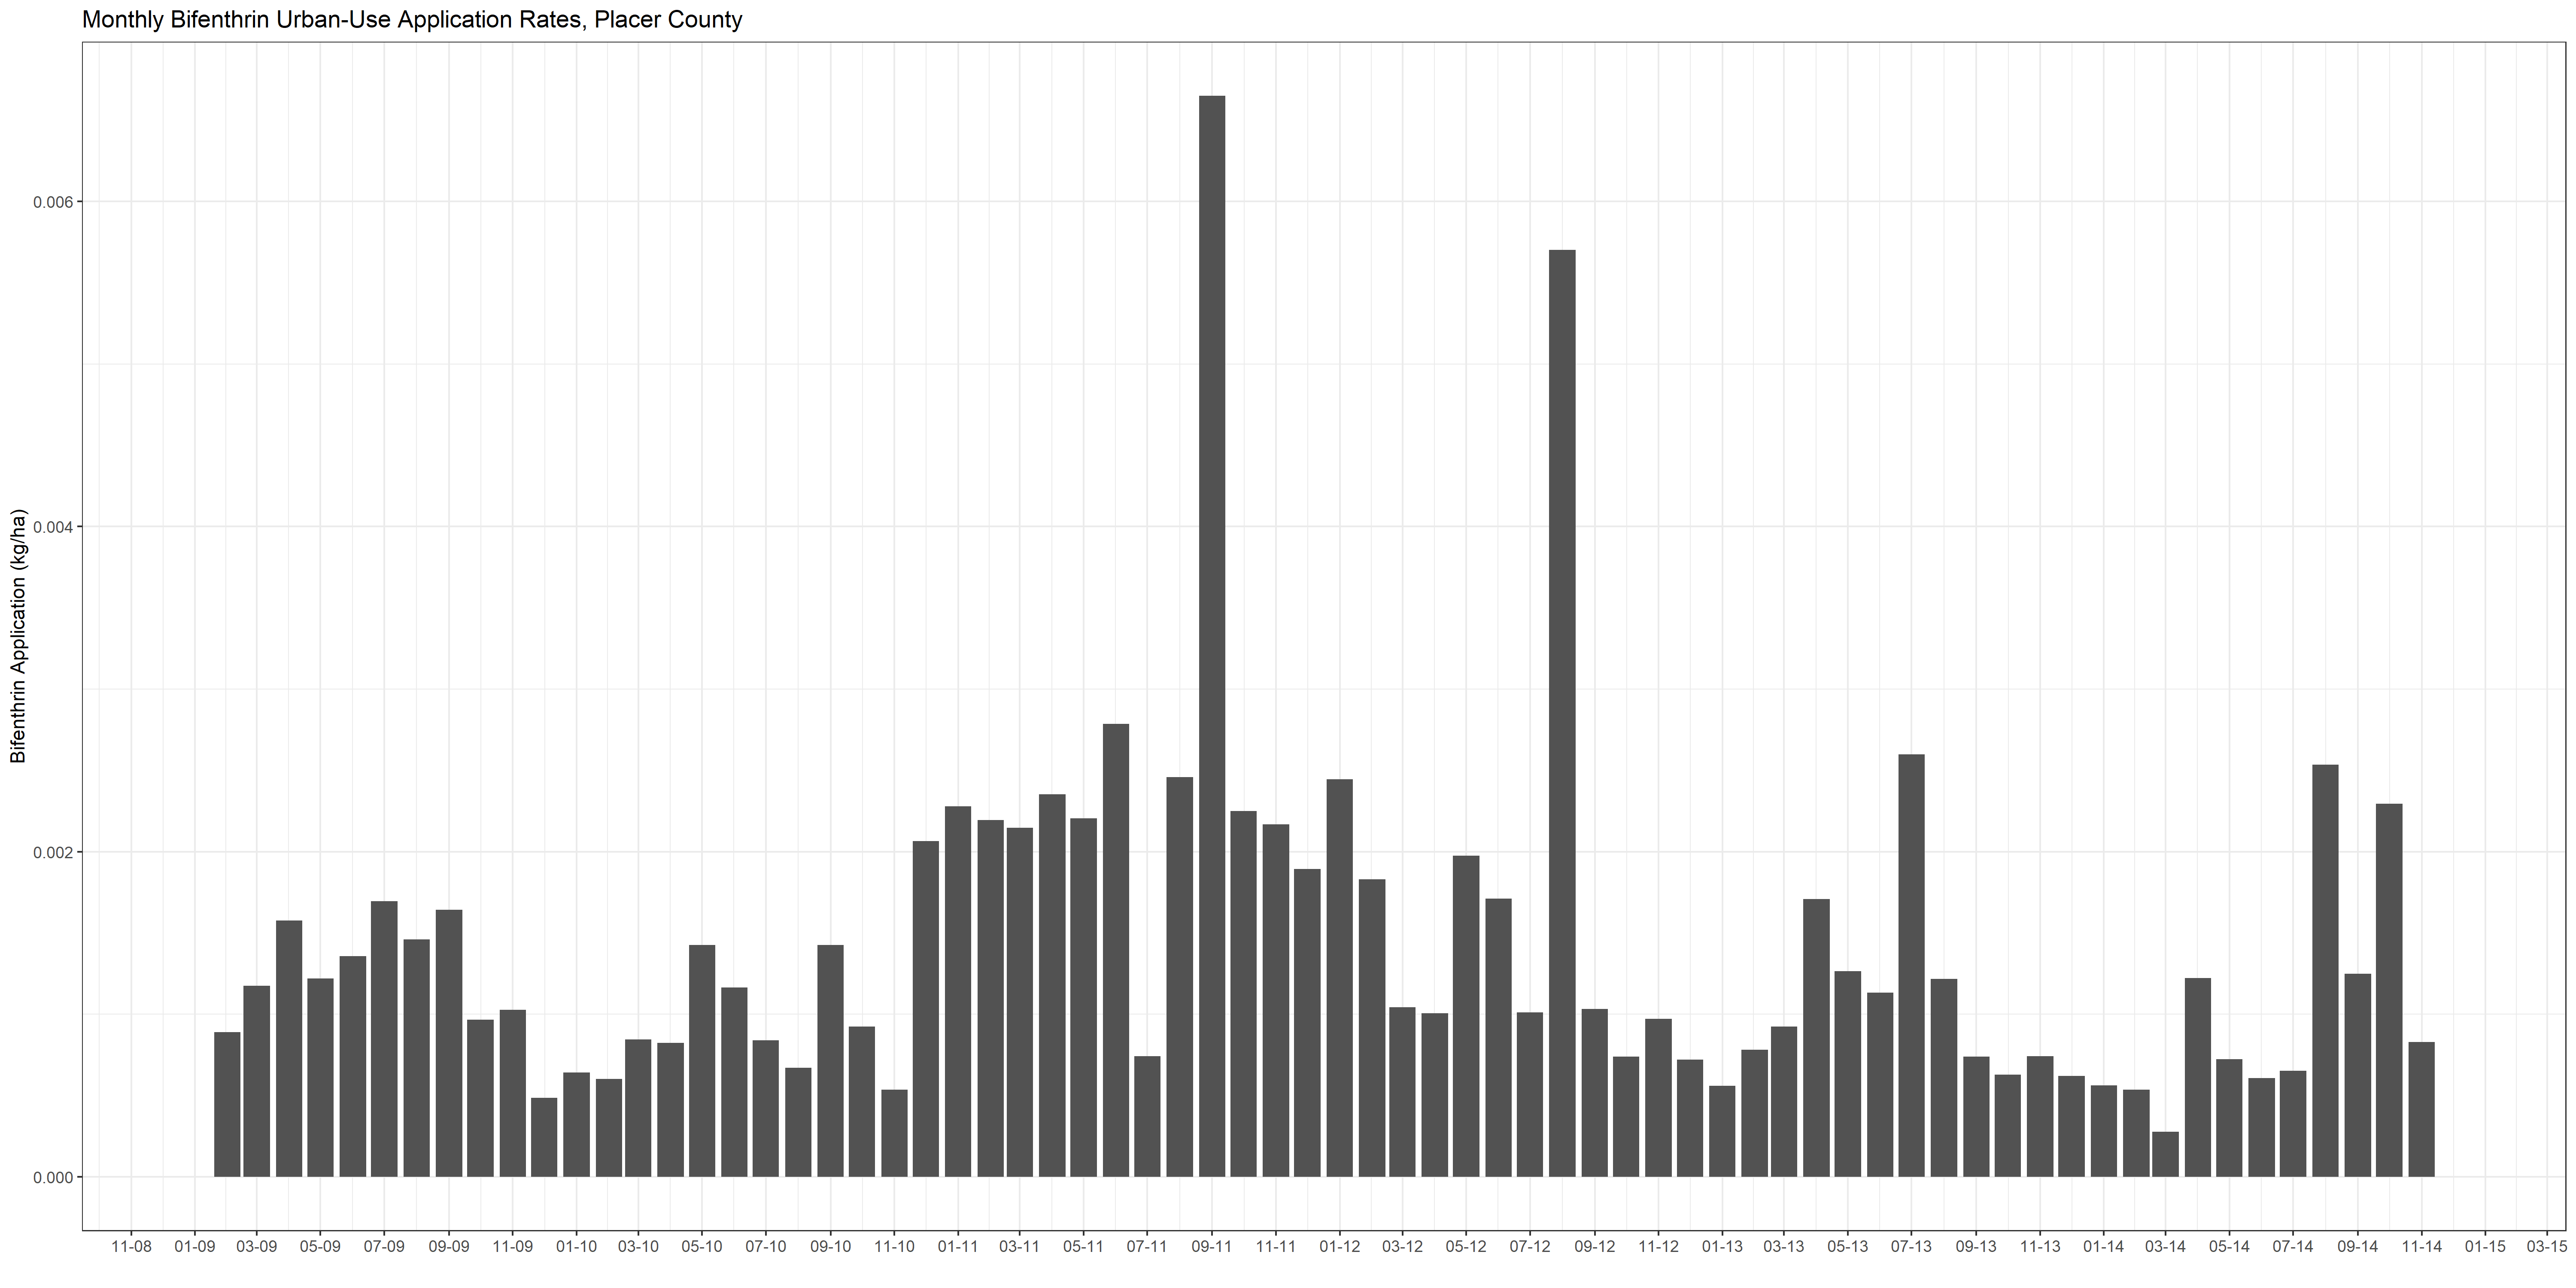 Monthly Bifenthrin Urban-Use Application Rates, Placer County
Bifenthrin Application (kg/ha)
0.006
0.004
0.002
0.000
11-08 01-09 03-09 05-09 07-09 09-09 11-09 01-10 03-10 05-10 07-10 09-10 11-10 01-11 03-11 05-11 07-11 09-11 11-11 01-12 03-12 05-12 07-12 09-12 11-12 01-13 03-13 05-13 07-13 09-13 11-13 01-14 03-14 05-14 07-14 09-14 11-14 01-15 03-15